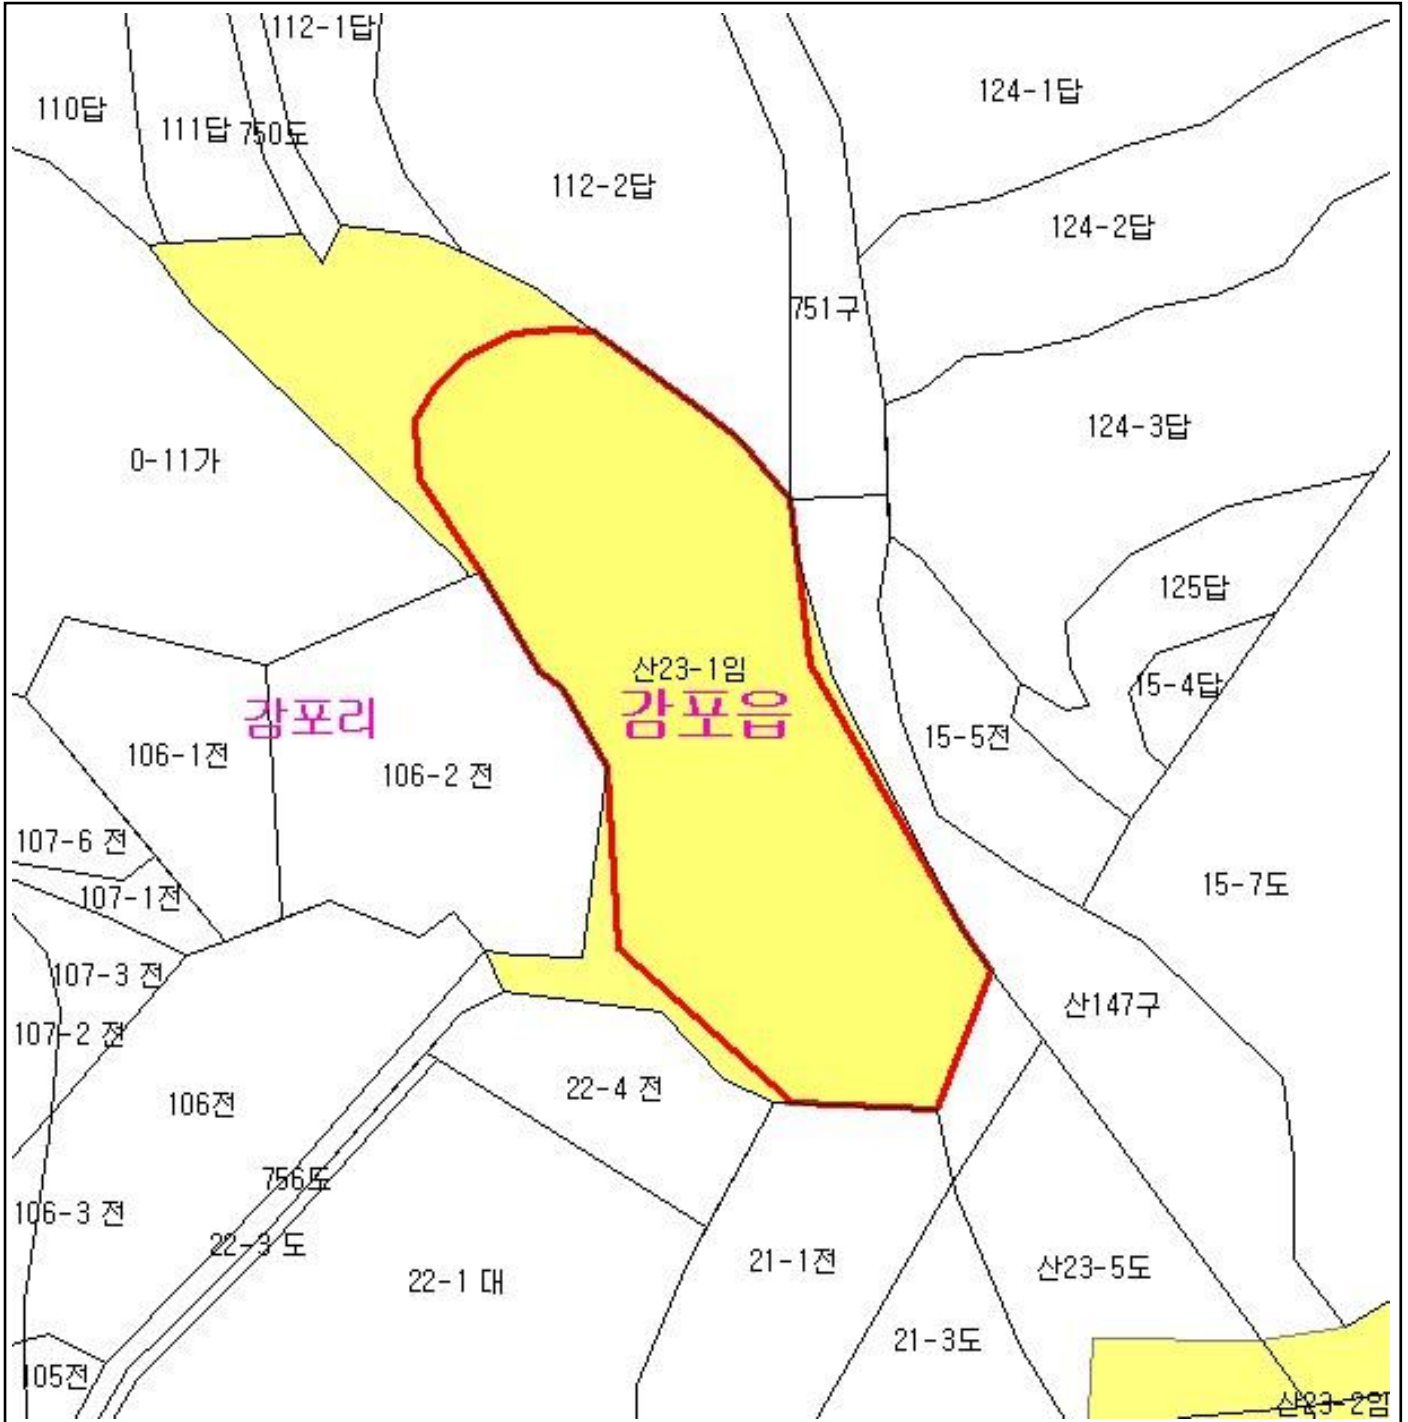 112-1답
124-1답
110답
111답
750도
112-2답
124-2답
751구
124-3답
0-11가
125답
산23-1임
15-4답
감포리
감포읍
15-5전
106-1전
106-2 전
107-6 전
15-7도
107-1전
107-3 전
산147구
107-2 전
22-4 전
106전
756도
106-3 전
22-3 도
21-1전
산23-5도
22-1 대
21-3도
105전
산23-2임